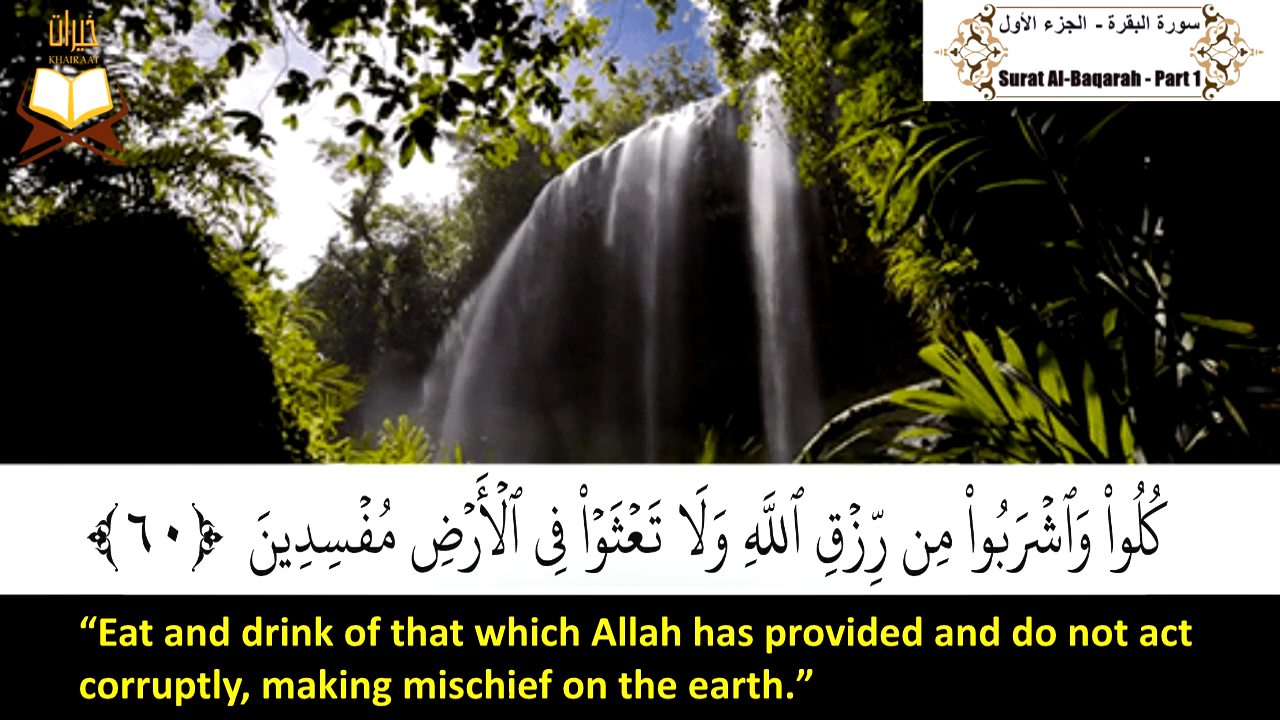 خيرات
KHAIRAAT
سورة البقرة - الجزء الأول
Surat Al-Baqarah - Part 1
كُلُوا۟ وَٱشْرَبُوا۟ مِن رِّزْقِ ٱللَّهِ وَلَا تَعْثَوْا۟ فِى ٱلْأَرْضِ مُفْسِدِينَ ﴿٦٠﴾
“Eat and drink of that which Allah has provided and do not act
corruptly, making mischief on the earth.”